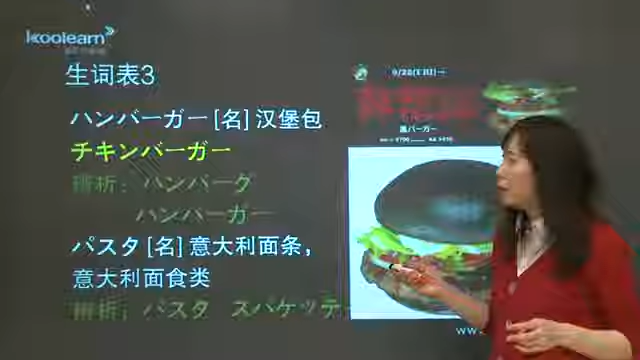 koolearn
生词表3
ハンバーガー [名] 汉堡包
チキンバーガー
辨析：ハンバーグ
ハンバーガー
パスタ [名] 意大利面条，
意大利面食类
辨析：パスタ スパゲッティ
黒バーガー
www.